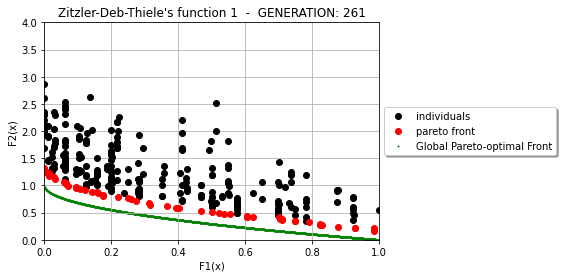 Zitzler-Deb-Thiele's function 1 - GENERATION: 261
4.0
3.5
3.0
2.5
2.0
1.5
1.0
0.5
0.0
F2(x)
0.0 0.2 0.4 0.6 0.8 1.0
F1(x)
individuals
pareto front
Global Pareto-optimal Front